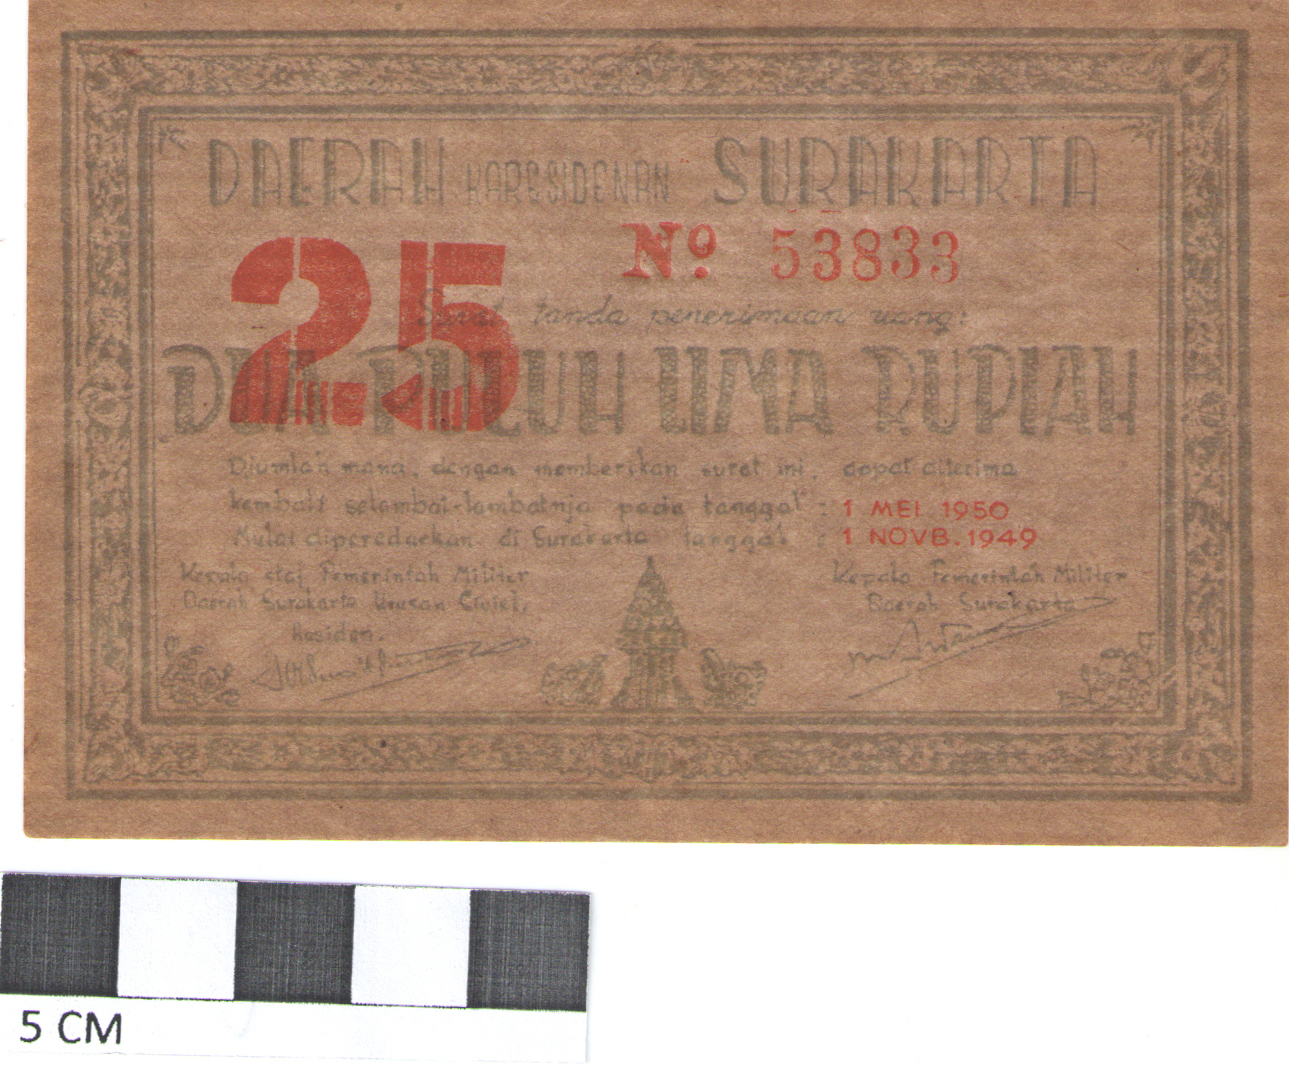 DAERAH KARESIDENAN SURAKARTA
No 53833
25
Surat tanda penerimaan uang:
DUA PULUH LIMA RUPIAH
Djumlah mana, dengan memberikan surat ini, dapat diterima
kembali selambat-lambatnja pada tanggal : 1 MEI 1950
Mulai diperedarkan di Surakarta tanggal : 1 NOVB. 1949
Kepala staf Pemerintah Militer
Daerah Surakarta Urusan Civiel,
Residen.
Kepala Pemerintah Militer
Daerah Surakarta
5 CM